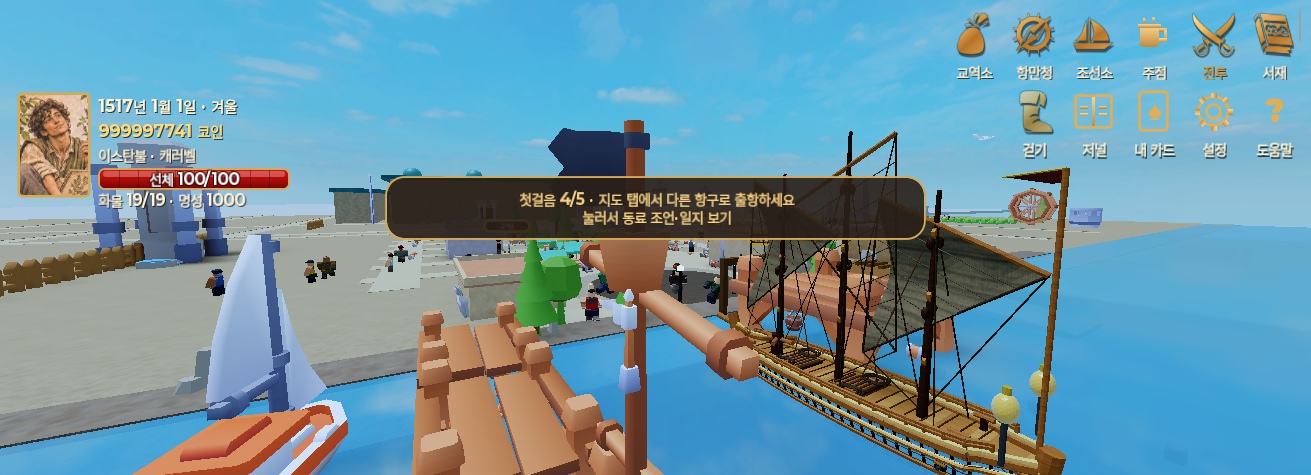 1517년 1월 1일 · 겨울
999997741 코인
이스탄불 · 캐러벨
선체 100/100
화물 19/19 · 명성 1000
첫걸음 4/5 · 지도 탭에서 다른 항구로 출항하세요
눌러서 동료 조언·일지 보기
교역소
항만청
조선소
주점
전투
서재
걷기
저널
내 카드
설정
도움말